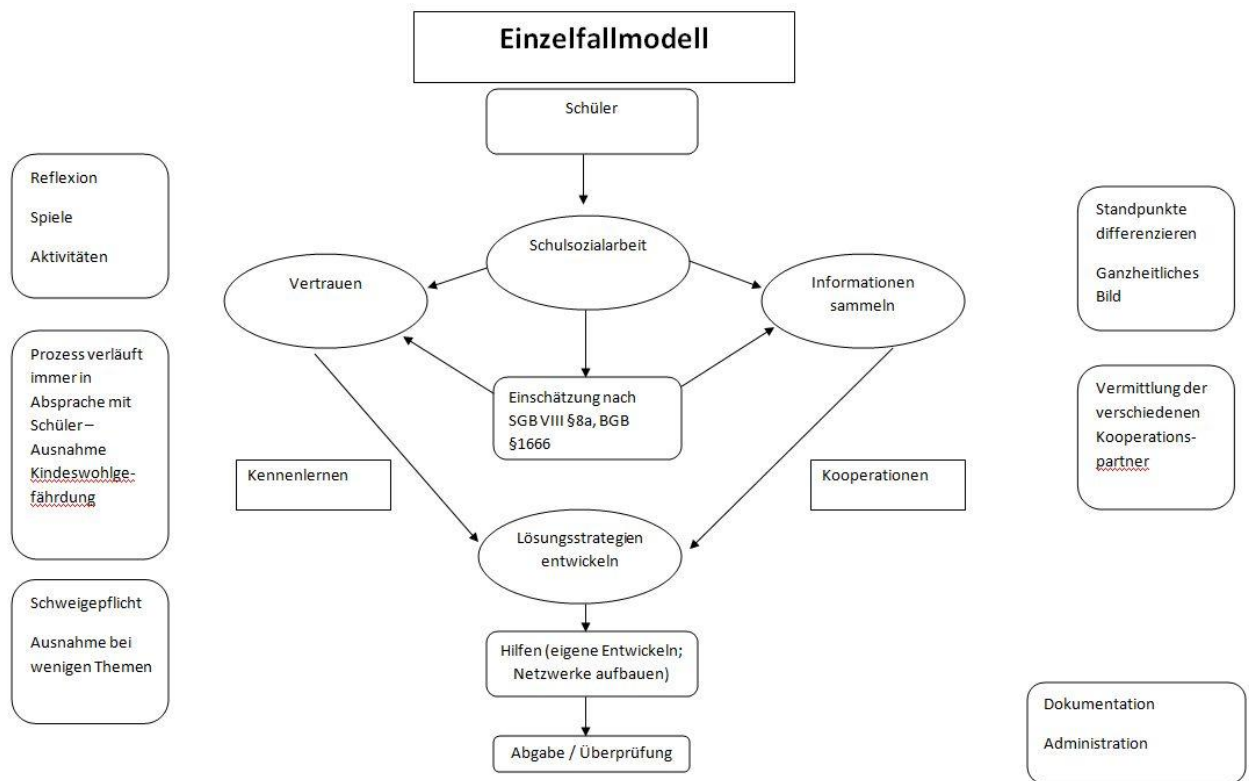 Einzelfallmodell
Schüler
Reflexion
Spiele
Aktivitäten
Standpunkte
differenzieren
Ganzheitliches
Bild
Schulsozialarbeit
Vertrauen
Informationen
sammeln
Prozess verläuft
immer in
Absprache mit
Schüler –
Ausnahme
Kindeswohlge-
fährdung
Einschätzung nach
SGB VIII §8a, BGB
§1666
Vermittlung der
verschiedenen
Kooperations-
partner
Kennenlernen
Kooperationen
Lösungsstrategien
entwickeln
Schweigepflicht
Ausnahme bei
wenigen Themen
Hilfen (eigene Entwickeln;
Netzwerke aufbauen)
Dokumentation
Administration
Abgabe / Überprüfung